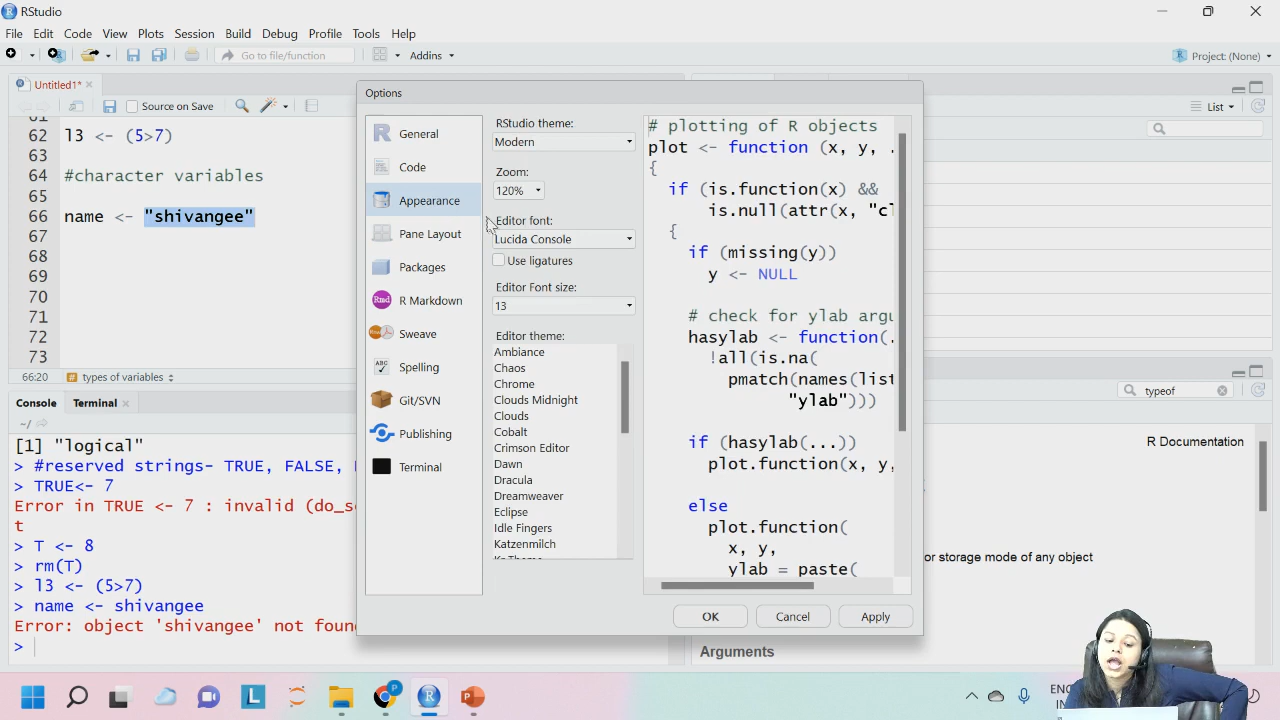 RStudio
File Edit Code View Plots Session Build Debug Profile Tools Help
Go to file/function Addins Project: (None)
Untitled1*
Source on Save List
62 l3 <- (5>7)
63
64 #character variables
65
66 name <- "shivangee"
67
68
69
70
71
72
73
66:20 # types of variables
Console Terminal
~/
[1] "logical"
> #reserved strings- TRUE, FALSE,
> TRUE<- 7
Error in TRUE <- 7 : invalid (do_s
t
> T <- 8
> rm(T)
> l3 <- (5>7)
> name <- shivangee
Error: object 'shivangee' not foun
>
Options
General
Code
Appearance
Pane Layout
Packages
Rmd R Markdown
Sweave
ABC Spelling
Git/SVN
Publishing
Terminal
RStudio theme:
Modern
Zoom:
120%
Editor font:
Lucida Console
Use ligatures
Editor Font size:
13
Editor theme:
Ambiance
Chaos
Chrome
Clouds Midnight
Clouds
Cobalt
Crimson Editor
Dawn
Dracula
Dreamweaver
Eclipse
Idle Fingers
Katzenmilch
# plotting of R objects
plot <- function (x, y, .
{
if (is.function(x) &&
is.null(attr(x, "cl
{
if (missing(y))
y <- NULL
# check for ylab argu
hasylab <- function(.
!all(is.na(
pmatch(names(list
"ylab")))
if (hasylab(...))
plot.function(x, y,
else
plot.function(
x, y,
ylab = paste(
OK Cancel Apply
typeof
R Documentation
or storage mode of any object
Arguments
L P R P
ENG
IN